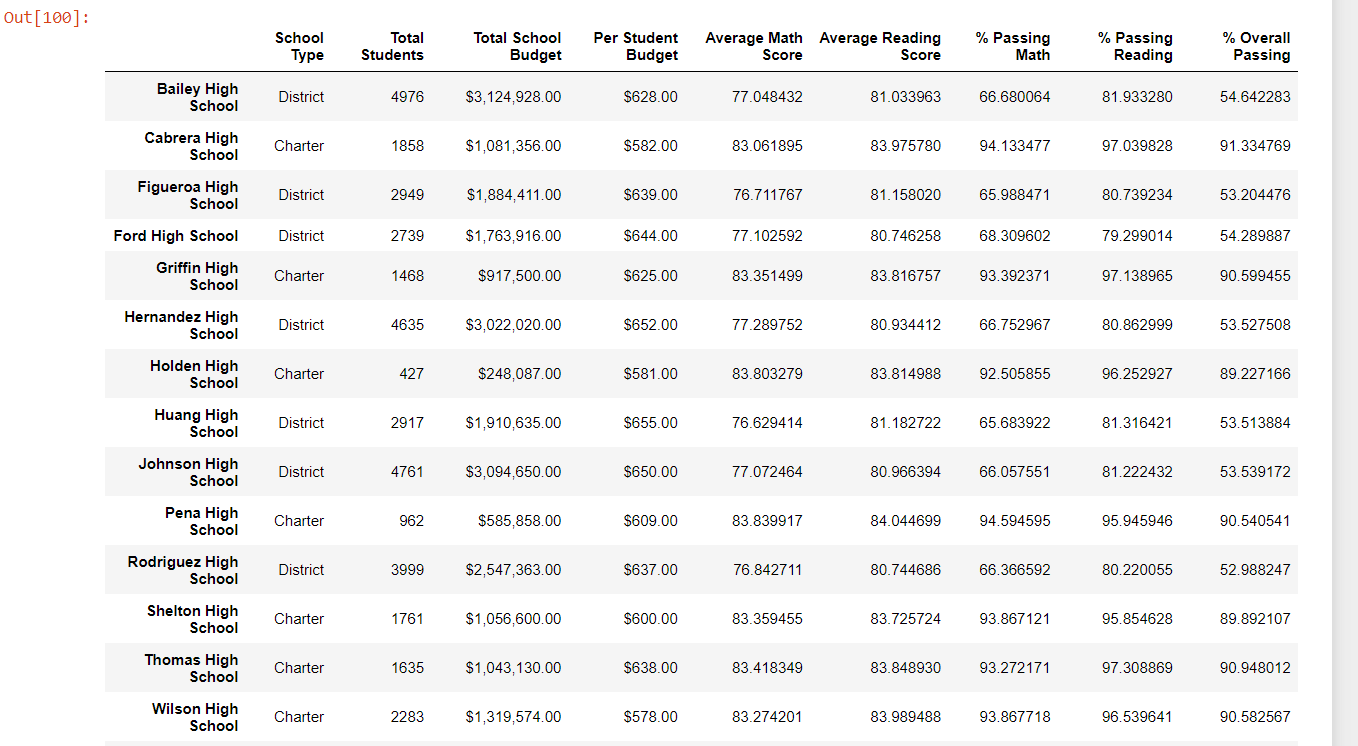 Out[100]:
School Type Total Students Total School Budget Per Student Budget Average Math Score Average Reading Score % Passing Math % Passing Reading % Overall Passing
Bailey High School District 4976 $3,124,928.00 $628.00 77.048432 81.033963 66.680064 81.933280 54.642283
Cabrera High School Charter 1858 $1,081,356.00 $582.00 83.061895 83.975780 94.133477 97.039828 91.334769
Figueroa High School District 2949 $1,884,411.00 $639.00 76.711767 81.158020 65.988471 80.739234 53.204476
Ford High School District 2739 $1,763,916.00 $644.00 77.102592 80.746258 68.309602 79.299014 54.289887
Griffin High School Charter 1468 $917,500.00 $625.00 83.351499 83.816757 93.392371 97.138965 90.599455
Hernandez High School District 4635 $3,022,020.00 $652.00 77.289752 80.934412 66.752967 80.862999 53.527508
Holden High School Charter 427 $248,087.00 $581.00 83.803279 83.814988 92.505855 96.252927 89.227166
Huang High School District 2917 $1,910,635.00 $655.00 76.629414 81.182722 65.683922 81.316421 53.513884
Johnson High School District 4761 $3,094,650.00 $650.00 77.072464 80.966394 66.057551 81.222432 53.539172
Pena High School Charter 962 $585,858.00 $609.00 83.839917 84.044699 94.594595 95.945946 90.540541
Rodriguez High School District 3999 $2,547,363.00 $637.00 76.842711 80.744686 66.366592 80.220055 52.988247
Shelton High School Charter 1761 $1,056,600.00 $600.00 83.359455 83.725724 93.867121 95.854628 89.892107
Thomas High School Charter 1635 $1,043,130.00 $638.00 83.418349 83.848930 93.272171 97.308869 90.948012
Wilson High School Charter 2283 $1,319,574.00 $578.00 83.274201 83.989488 93.867718 96.539641 90.582567